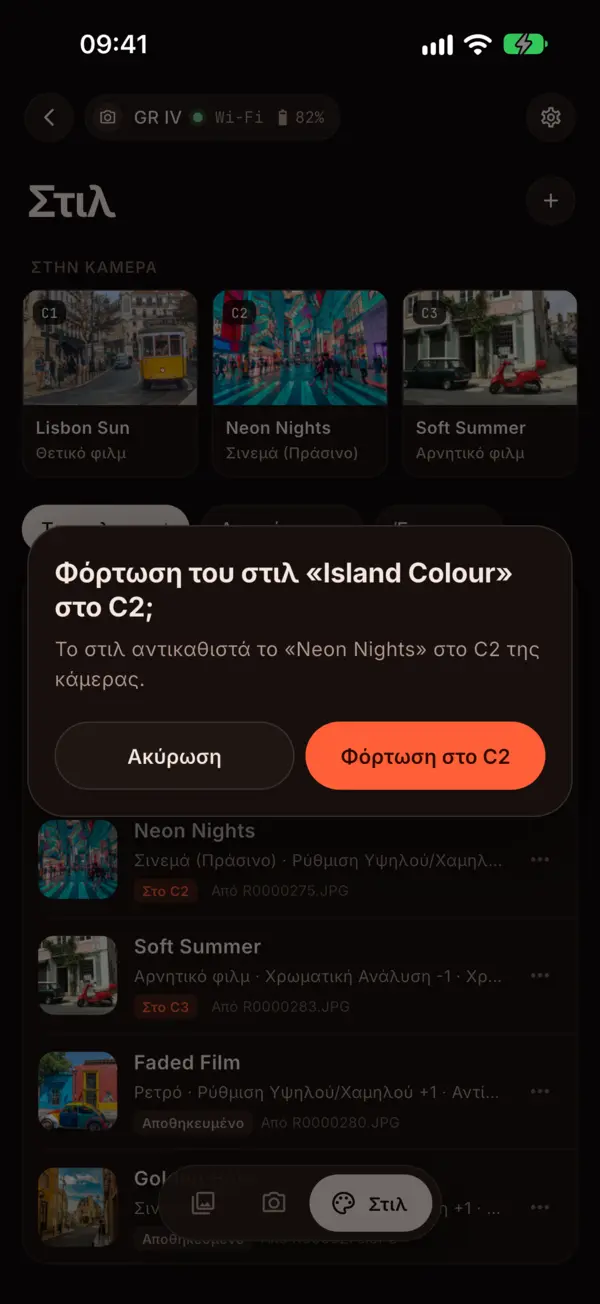 09:41
GR IV Wi-Fi 82%
Στιλ
ΣΤΗΝ ΚΑΜΕΡΑ
C1 C2 C3
Lisbon Sun Neon Nights Soft Summer
Θετικό φιλμ Σινεμά (Πράσινο) Αρνητικό φιλμ
Φόρτωση του στιλ «Island Colour»
στο C2;
Το στιλ αντικαθιστά το «Neon Nights» στο C2 της
κάμερας.
Ακύρωση Φόρτωση στο C2
Neon Nights
Σινεμά (Πράσινο) · Ρύθμιση Υψηλού/Χαμηλ...
Στο C2 Από R0000275.JPG
Soft Summer
Αρνητικό φιλμ · Χρωματική Ανάλυση -1 · Χρ...
Στο C3 Από R0000283.JPG
Faded Film
Ρετρό · Ρύθμιση Υψηλού/Χαμηλού +1 · Αντί...
Αποθηκευμένο Από R0000280.JPG
Στιλ
Αποθηκευμένο